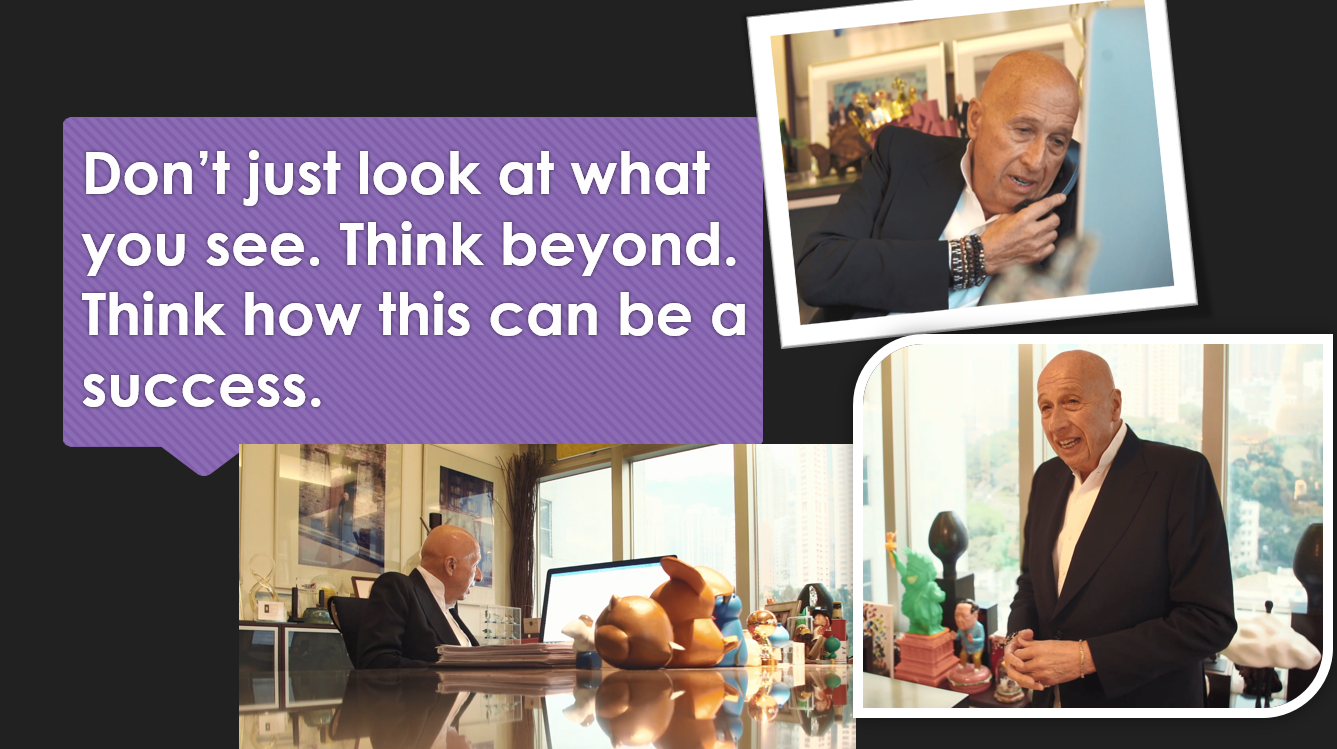 Don’t just look at what
you see. Think beyond.
Think how this can be a
success.